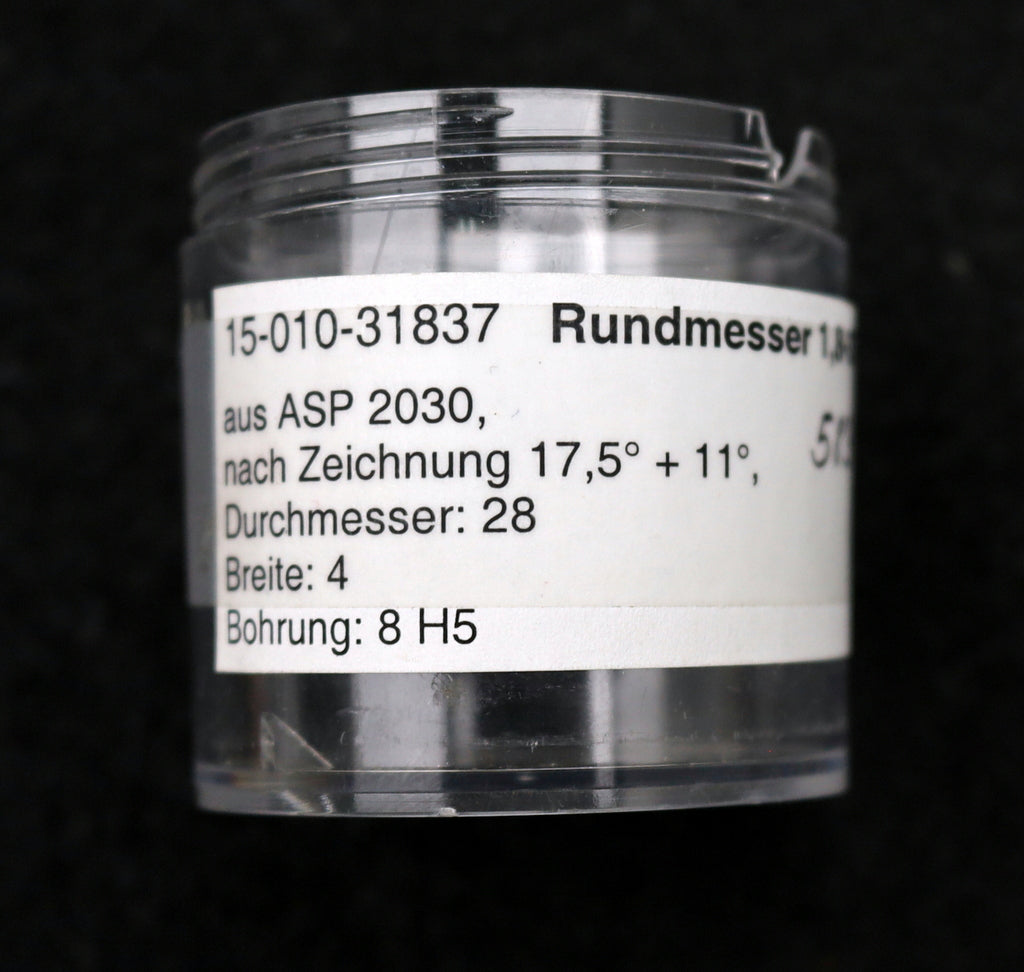 15-010-31837 Rundmesser
aus ASP 2030,
nach Zeichnung 17,5° + 11°,
Durchmesser: 28
Breite: 4
Bohrung: 8 H5